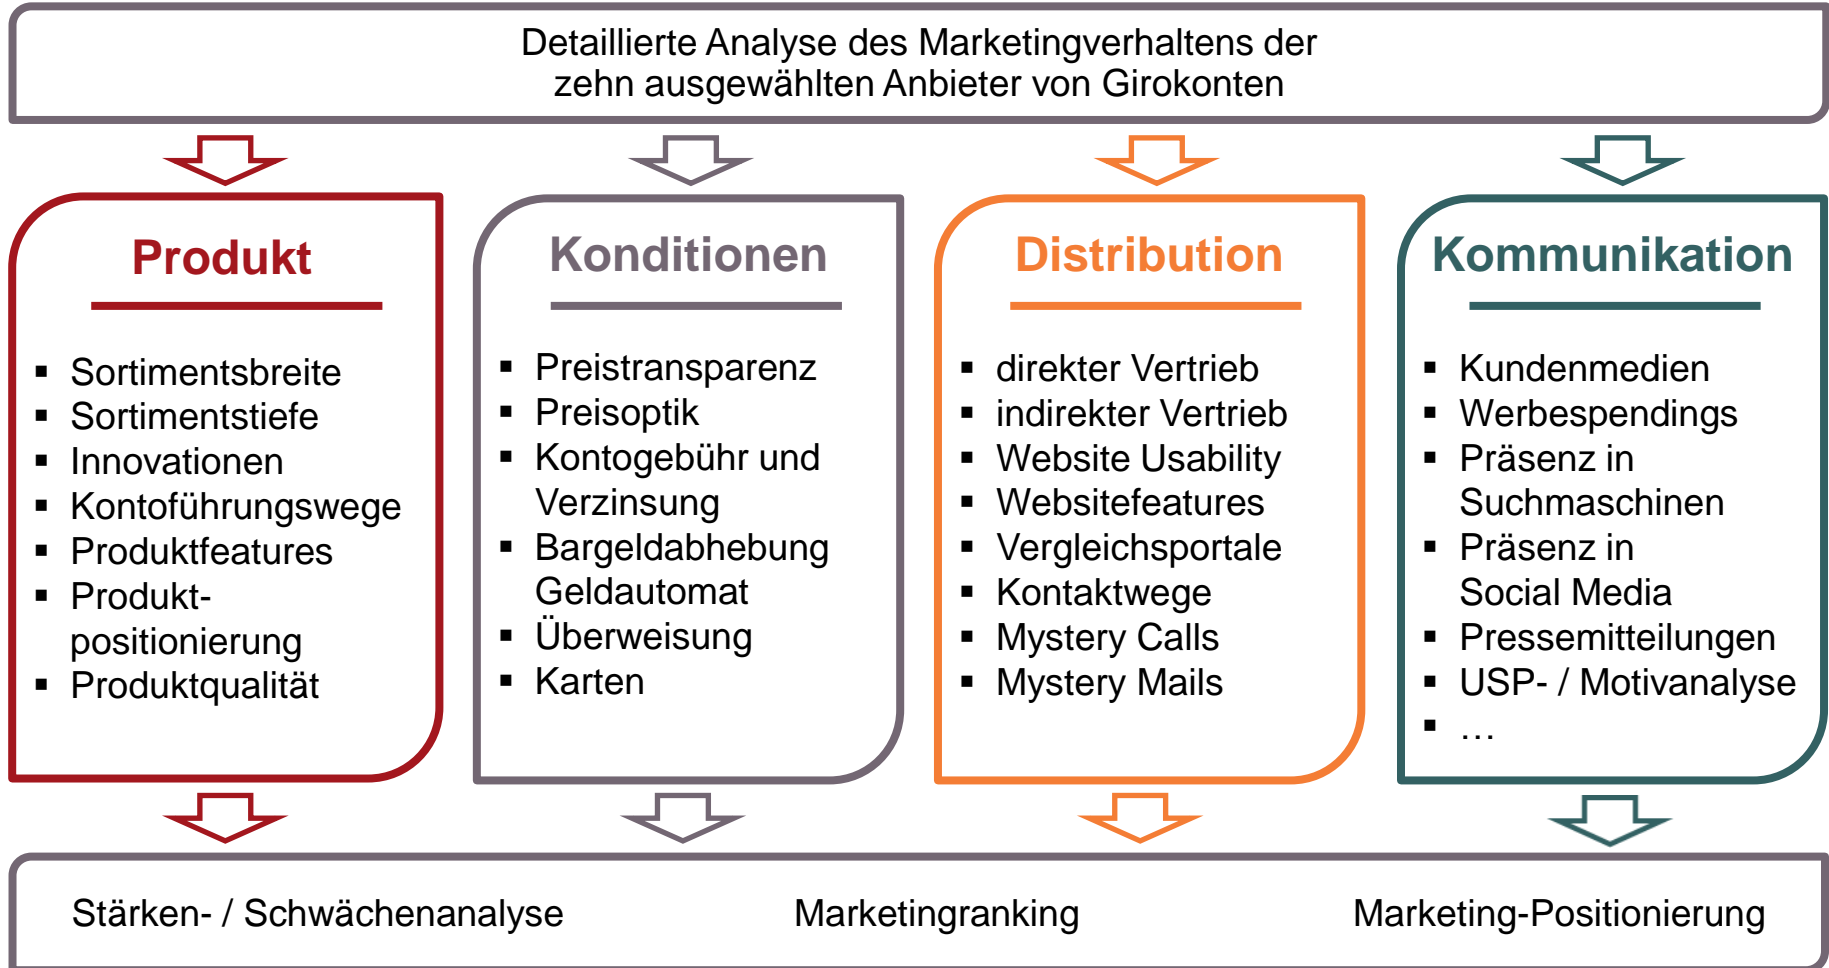 Detaillierte Analyse des Marketingverhaltens der
zehn ausgewählten Anbieter von Girokonten
Produkt
▪ Sortimentsbreite
▪ Sortimentstiefe
▪ Innovationen
▪ Kontoführungswege
▪ Produktfeatures
▪ Produkt-
positionierung
▪ Produktqualität
Konditionen
▪ Preistransparenz
▪ Preisoptik
▪ Kontogebühr und
Verzinsung
▪ Bargeldabhebung
Geldautomat
▪ Überweisung
▪ Karten
Distribution
▪ direkter Vertrieb
▪ indirekter Vertrieb
▪ Website Usability
▪ Websitefeatures
▪ Vergleichsportale
▪ Kontaktwege
▪ Mystery Calls
▪ Mystery Mails
Kommunikation
▪ Kundenmedien
▪ Werbespendings
▪ Präsenz in
Suchmaschinen
▪ Präsenz in
Social Media
▪ Pressemitteilungen
▪ USP- / Motivanalyse
▪ …
Stärken- / Schwächenanalyse
Marketingranking
Marketing-Positionierung